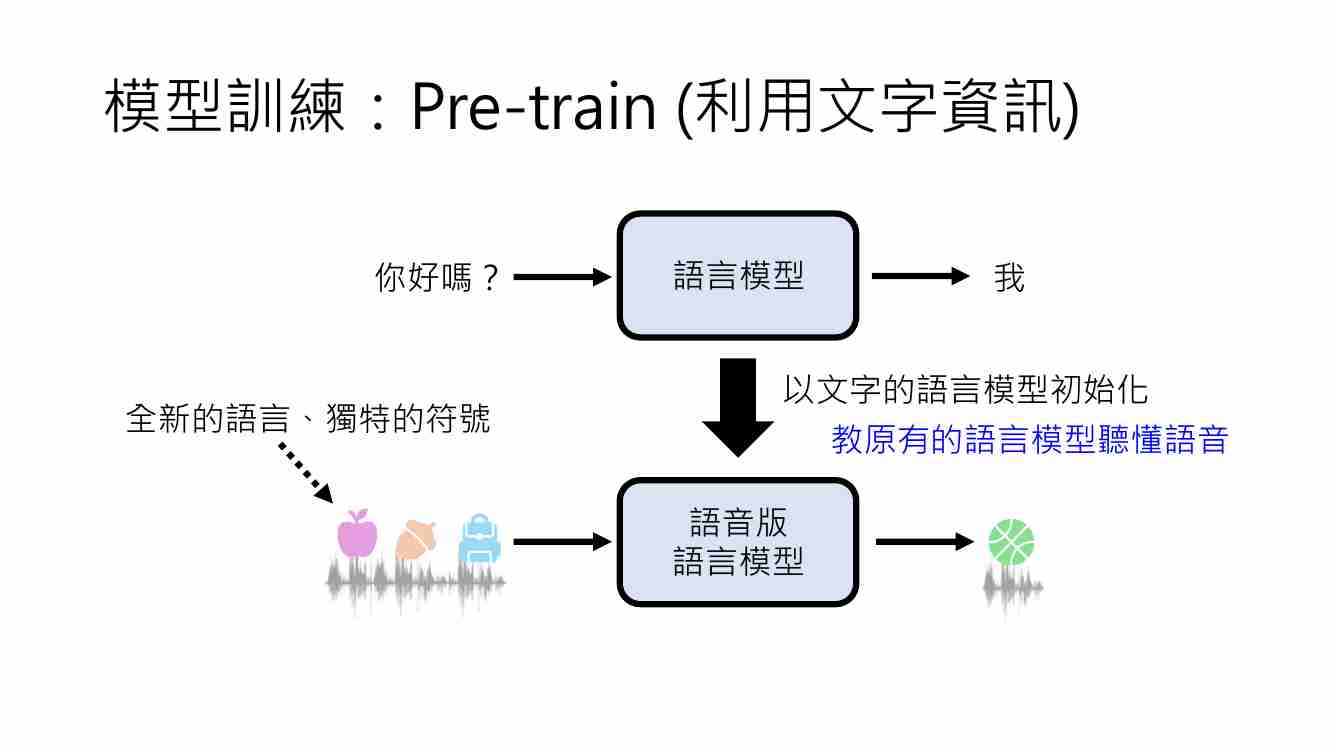 模型訓練：Pre-train (利用文字資訊)
你好嗎？
語言模型
我
以文字的語言模型初始化
教原有的語言模型聽懂語音
全新的語言、獨特的符號
語音版
語言模型